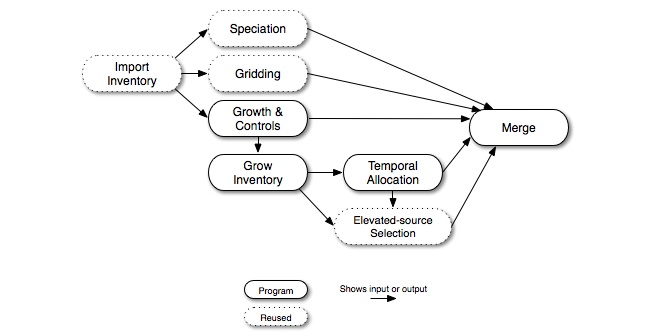 Speciation
Import
Inventory
Gridding
Growth &
Controls
Merge
Grow
Inventory
Temporal
Allocation
Elevated-source
Selection
Program
Shows input or output
Reused